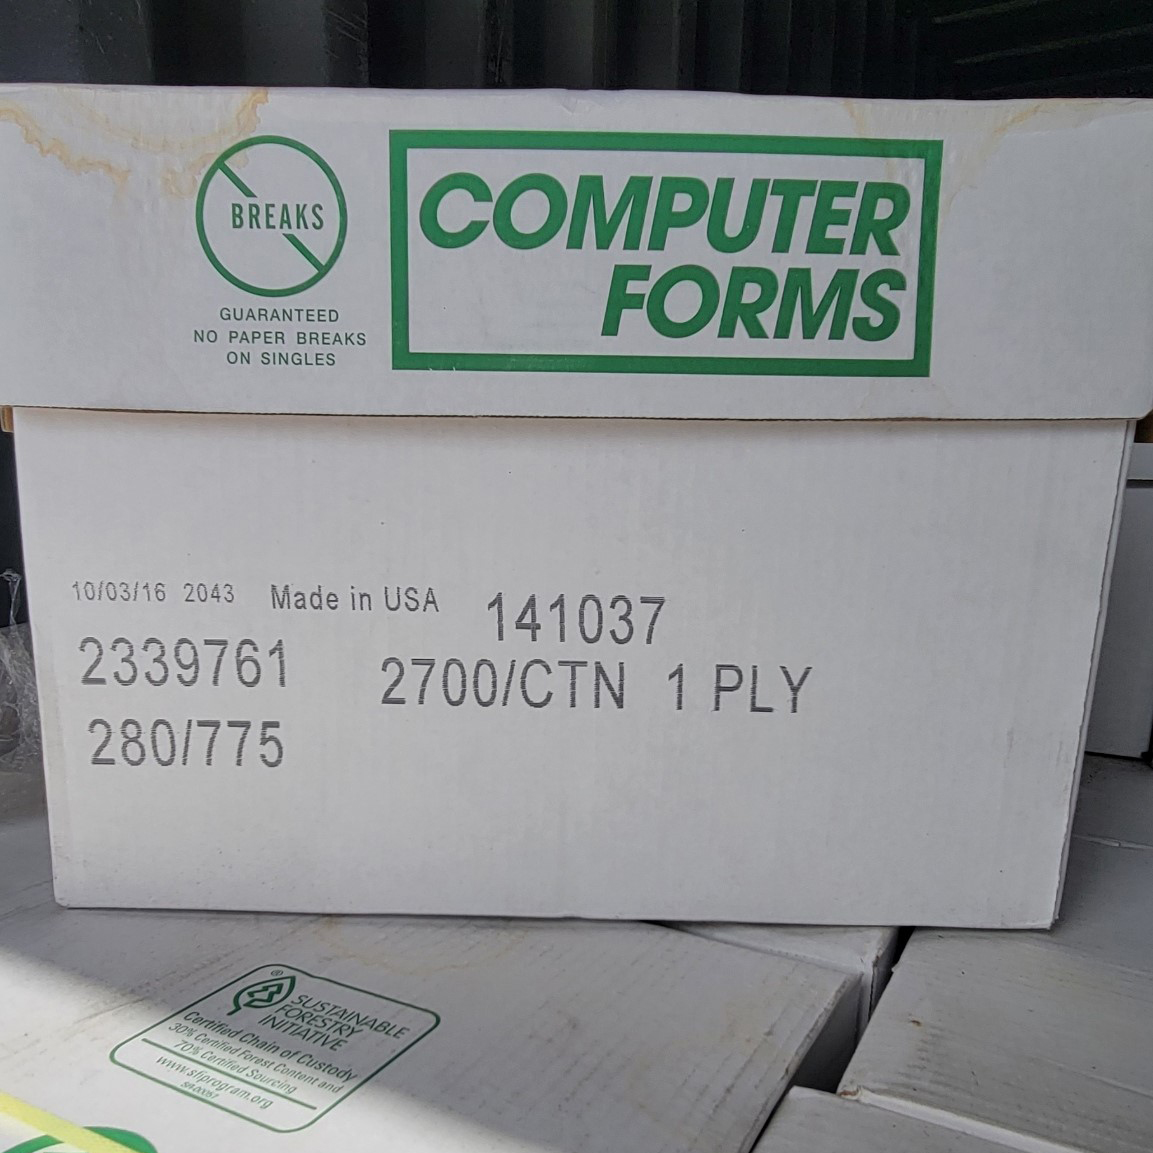 BREAKS
GUARANTEED
NO PAPER BREAKS
ON SINGLES
COMPUTER
FORMS
10/03/16 2043 Made in USA 141037
2339761 2700/CTN 1 PLY
280/775
®
SUSTAINABLE
FORESTRY
INITIATIVE
Certified Chain of Custody
30% Certified Forest Content and
70% Certified Sourcing
www.sfiprogram.org